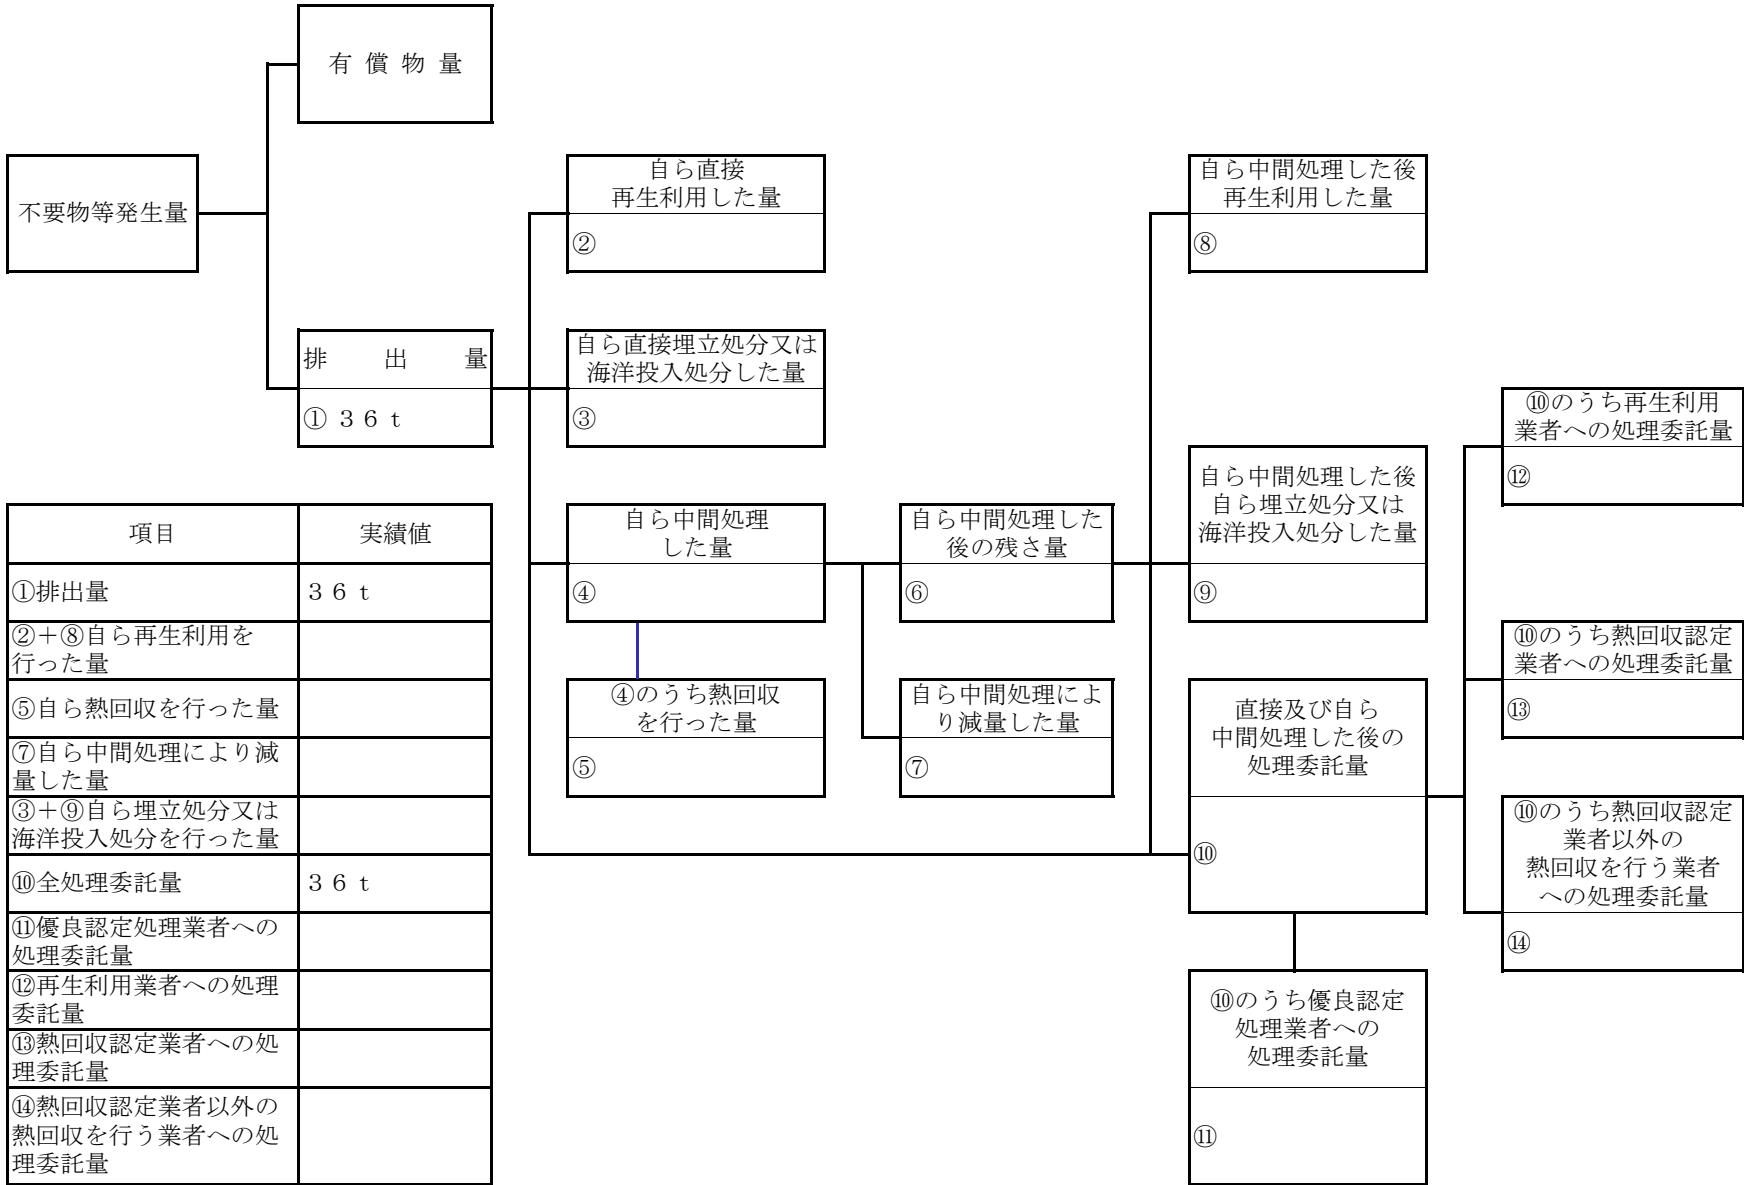 有 償 物 量
不要物等発生量
自ら直接
再生利用した量
②
自ら中間処理した後
再生利用した量
⑧
排 出 量
① ３６ｔ
自ら直接埋立処分又は
海洋投入処分した量
③
⑩のうち再生利用
業者への処理委託量
⑫
自ら中間処理
した量
④
自ら中間処理した
後の残さ量
⑥
自ら中間処理した後
自ら埋立処分又は
海洋投入処分した量
⑨
④のうち熱回収
を行った量
⑤
自ら中間処理によ
り減量した量
⑦
直接及び自ら
中間処理した後の
処理委託量
⑩
⑩のうち熱回収認定
業者への処理委託量
⑬
⑩のうち熱回収認定
業者以外の
熱回収を行う業者
への処理委託量
⑭
⑩のうち優良認定
処理業者への
処理委託量
⑪
項目 実績値
①排出量 ３６ｔ
②＋⑧自ら再生利用を
行った量
⑤自ら熱回収を行った量
⑦自ら中間処理により減
量した量
③＋⑨自ら埋立処分又は
海洋投入処分を行った量
⑩全処理委託量 ３６ｔ
⑪優良認定処理業者への
処理委託量
⑫再生利用業者への処理
委託量
⑬熱回収認定業者への処
理委託量
⑭熱回収認定業者以外の
熱回収を行う業者への処
理委託量